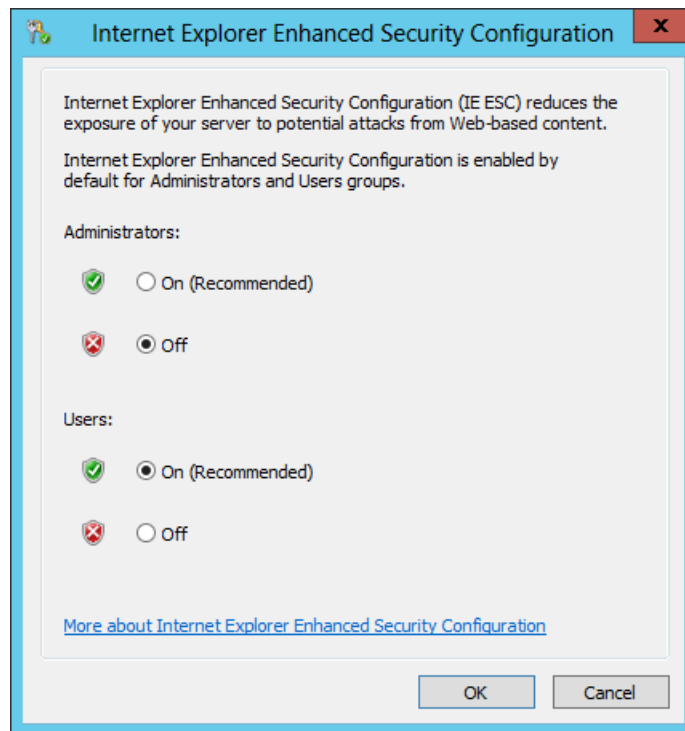 Internet Explorer Enhanced Security Configuration
x
Internet Explorer Enhanced Security Configuration (IE ESC) reduces the
exposure of your server to potential attacks from Web-based content.
Internet Explorer Enhanced Security Configuration is enabled by
default for Administrators and Users groups.
Administrators:
On (Recommended)
Off
Users:
On (Recommended)
Off
More about Internet Explorer Enhanced Security Configuration
OK
Cancel